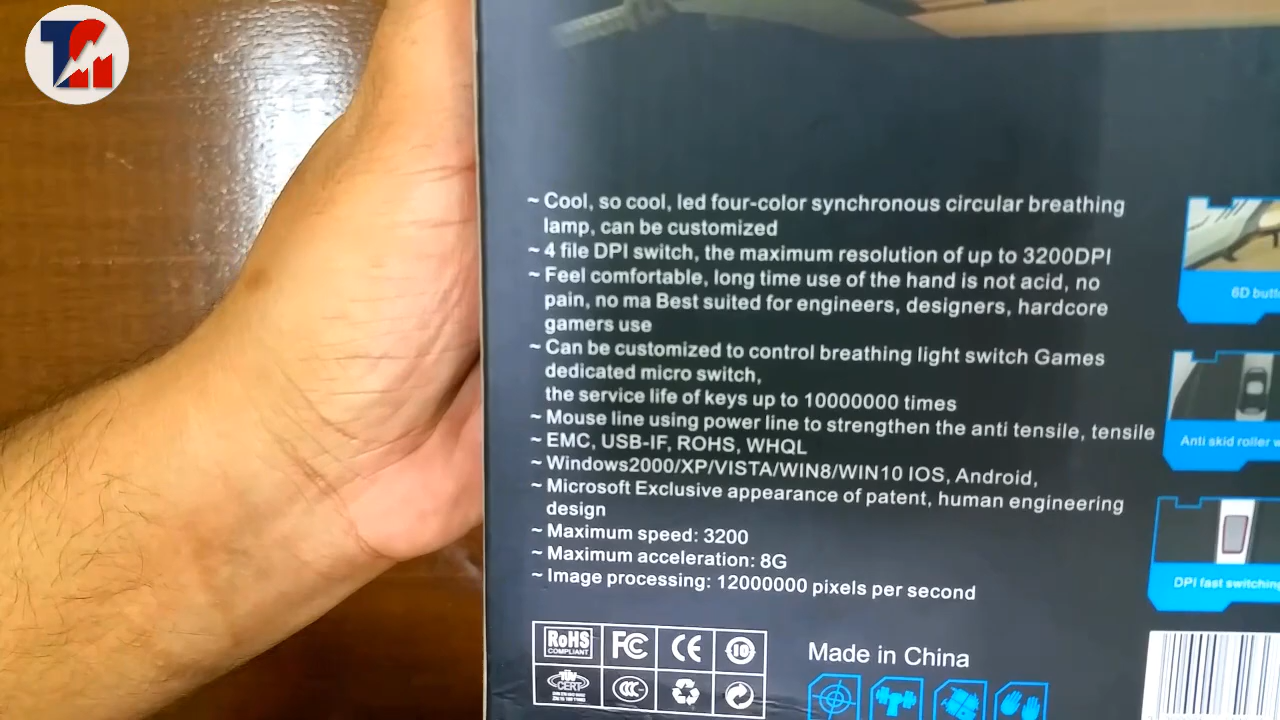 ~ Cool, so cool, led four-color synchronous circular breathing
lamp, can be customized
~ 4 file DPI switch, the maximum resolution of up to 3200DPI
~ Feel comfortable, long time use of the hand is not acid, no
pain, no ma Best suited for engineers, designers, hardcore
gamers use
~ Can be customized to control breathing light switch Games
dedicated micro switch,
the service life of keys up to 10000000 times
~ Mouse line using power line to strengthen the anti tensile, tensile
~ EMC, USB-IF, ROHS, WHQL
~ Windows2000/XP/VISTA/WIN8/WIN10 IOS, Android,
~ Microsoft Exclusive appearance of patent, human engineering
design
~ Maximum speed: 3200
~ Maximum acceleration: 8G
~ Image processing: 12000000 pixels per second
6D
Anti skid roller
DPI fast switching
RoHS
COMPLIANT
FC CE
TÜV
CERT
CCC
Made in China